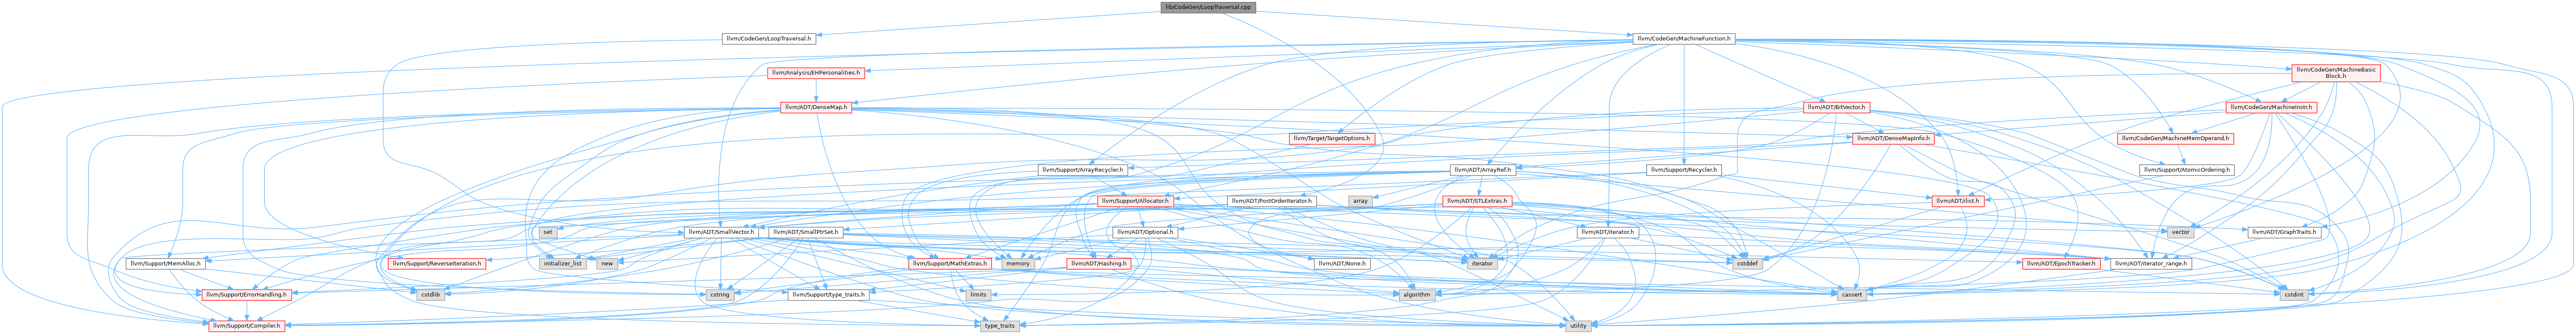 lib/CodeGen/LoopTraversal.cpp
llvm/CodeGen/LoopTraversal.h
llvm/CodeGen/MachineFunction.h
llvm/Analysis/EHPersonalities.h
llvm/CodeGen/MachineBasic
Block.h
llvm/ADT/DenseMap.h
llvm/ADT/BitVector.h
llvm/CodeGen/MachineInstr.h
llvm/Target/TargetOptions.h
llvm/ADT/DenseMapInfo.h
llvm/CodeGen/MachineMemOperand.h
llvm/Support/ArrayRecycler.h
llvm/ADT/ArrayRef.h
llvm/Support/Recycler.h
llvm/Support/AtomicOrdering.h
llvm/Support/Allocator.h
llvm/ADT/PostOrderIterator.h
array
llvm/ADT/STLExtras.h
llvm/ADT/ilist.h
set
llvm/ADT/SmallVector.h
llvm/ADT/SmallPtrSet.h
llvm/ADT/Optional.h
llvm/ADT/iterator.h
vector
llvm/ADT/GraphTraits.h
llvm/Support/MemAlloc.h
llvm/Support/ReverseIteration.h
initializer_list
new
llvm/Support/MathExtras.h
memory
llvm/ADT/Hashing.h
llvm/ADT/None.h
iterator
cstddef
llvm/ADT/EpochTracker.h
llvm/ADT/iterator_range.h
llvm/Support/ErrorHandling.h
cstdlib
cstring
llvm/Support/type_traits.h
limits
algorithm
cassert
cstdint
llvm/Support/Compiler.h
type_traits
utility